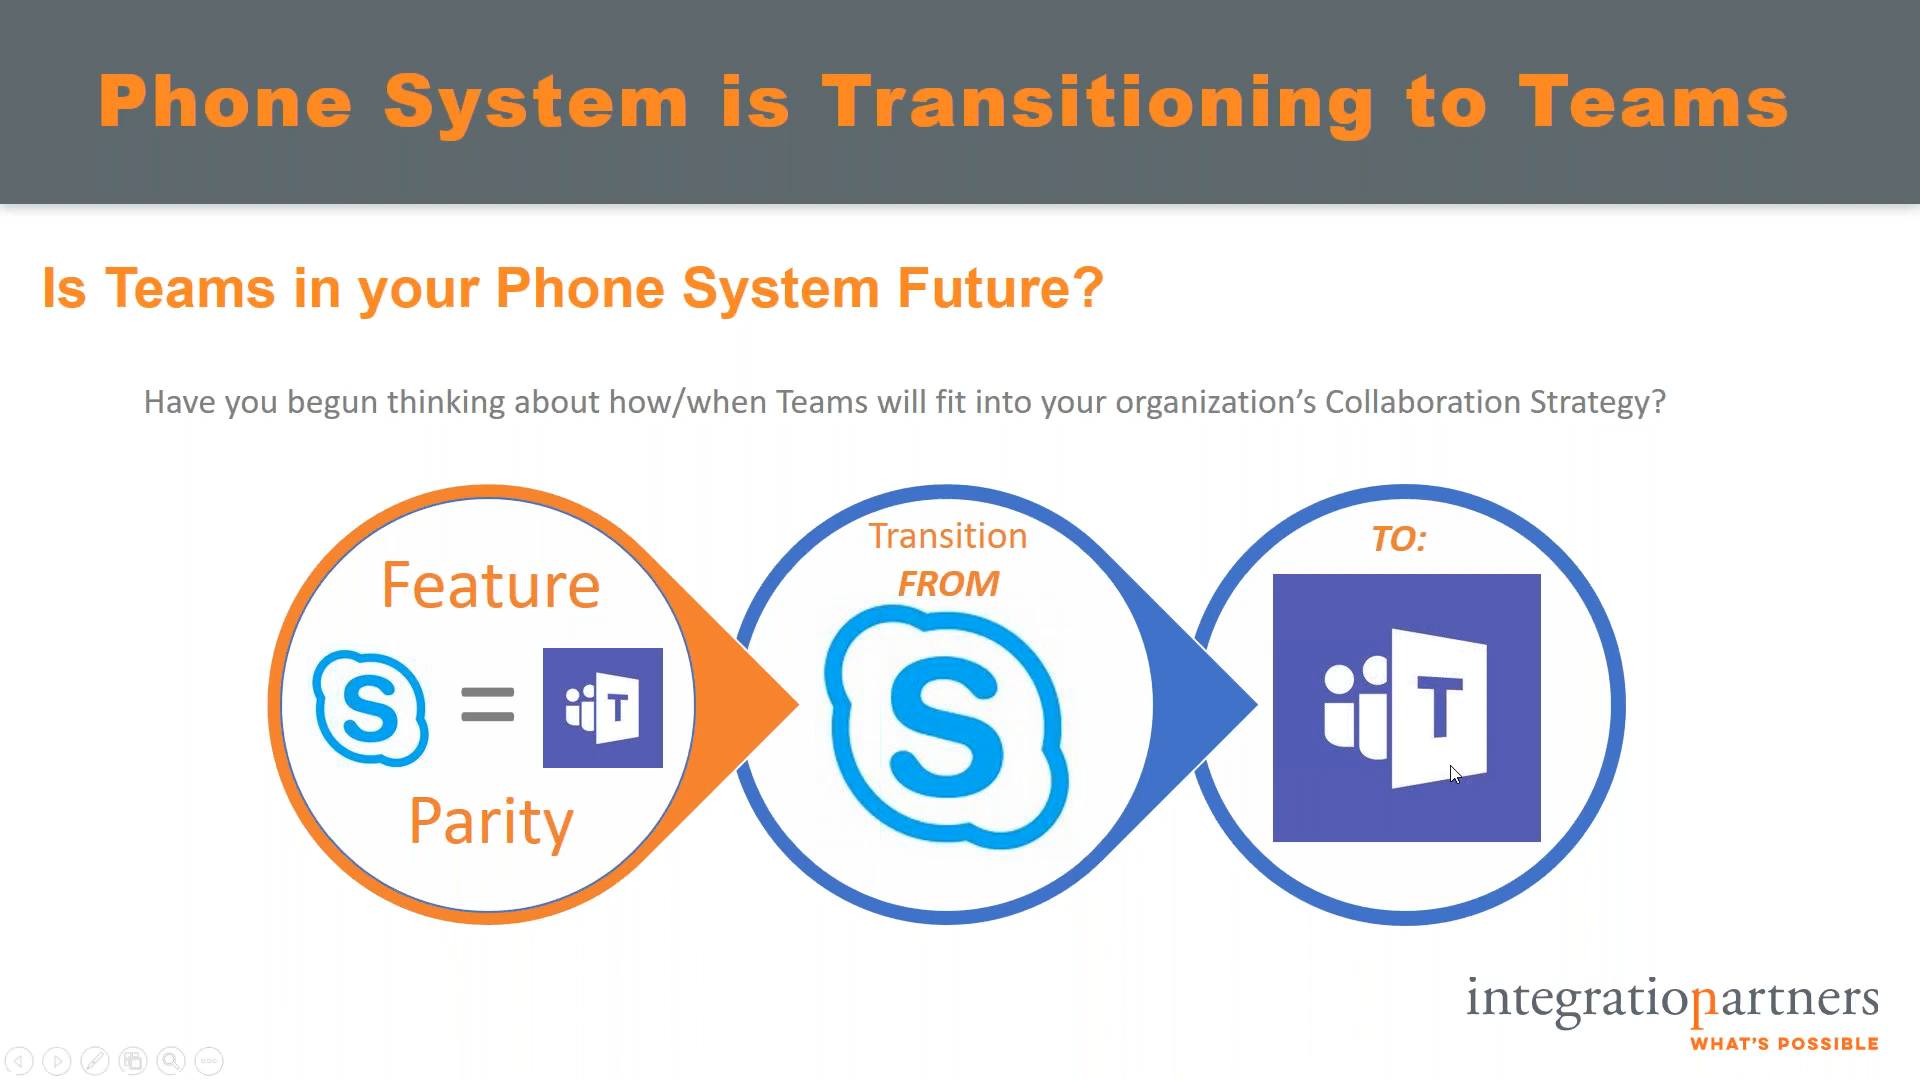 Phone System is Transitioning to Teams
Is Teams in your Phone System Future?
Have you begun thinking about how/when Teams will fit into your organization’s Collaboration Strategy?
Feature
S = T
Parity
Transition
FROM
S
TO:
T
integrationpartners
WHAT'S POSSIBLE